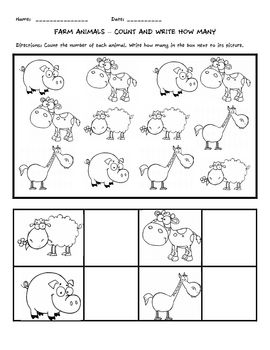 Name: _______________ Date: ___________
FARM ANIMALS – COUNT AND WRITE HOW MANY
Directions: Count the number of each animal. Write how many in the box next to its picture.